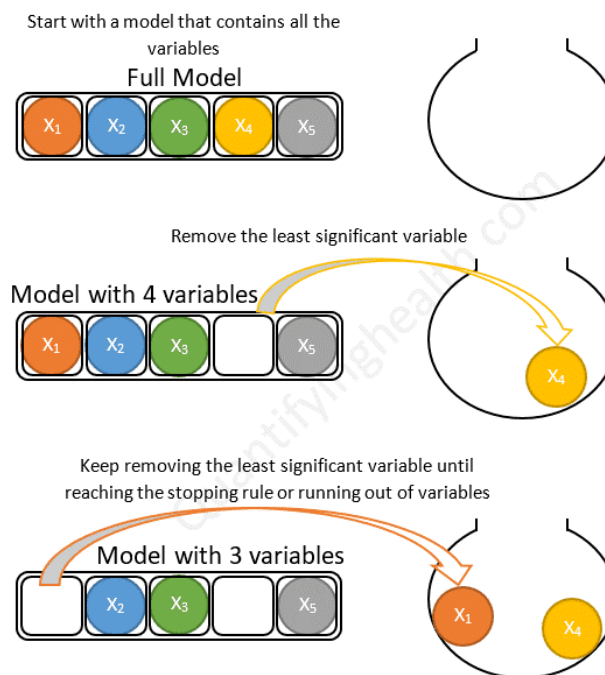 Start with a model that contains all the
variables
Full Model
X₁ X₂ X₃ X₄ X₅
Remove the least significant variable
Model with 4 variables
X₁ X₂ X₃ X₅
X₄
Keep removing the least significant variable until
reaching the stopping rule or running out of variables
Model with 3 variables
X₂ X₃ X₅
X₁ X₄
Quantifyinghealth.com